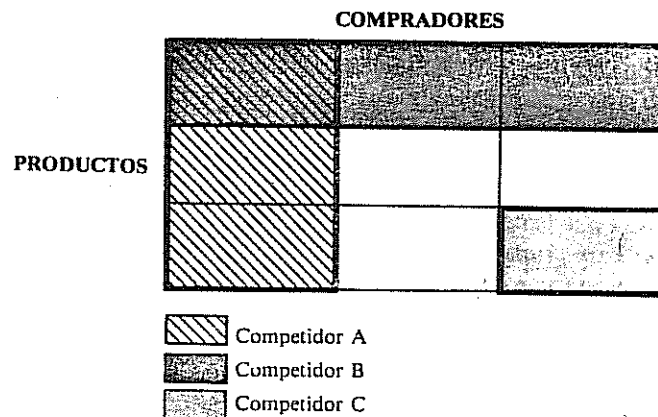 COMPRADORES
PRODUCTOS
Competidor A
Competidor B
Competidor C